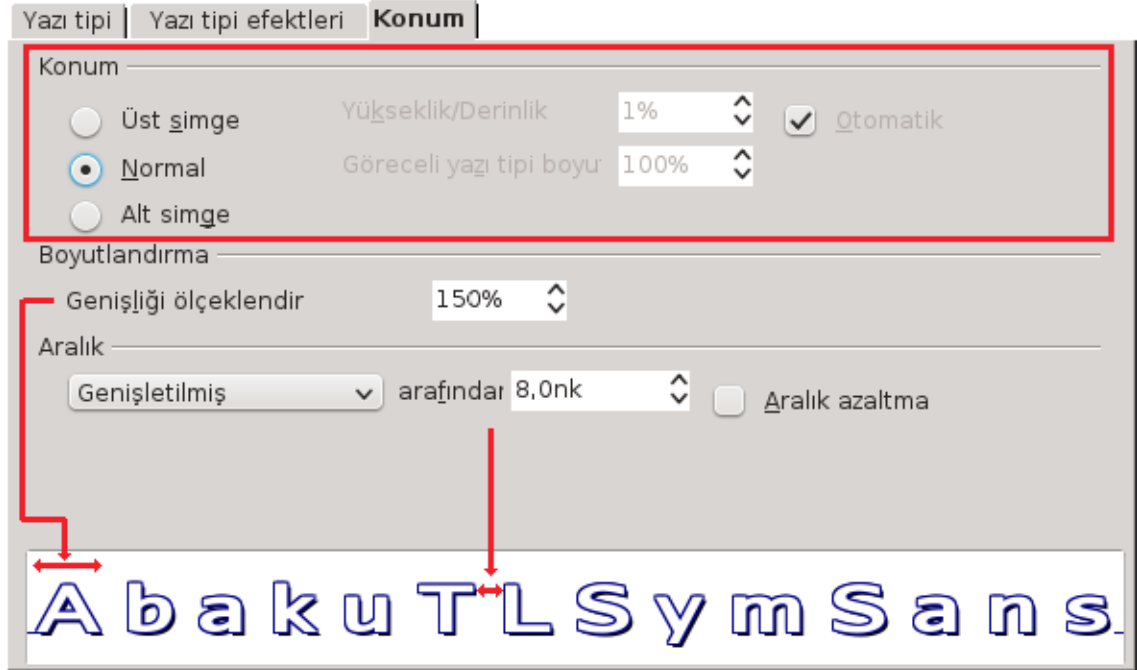 Yazı tipi Yazı tipi efektleri Konum
Konum
Üst simge Yükseklik/Derinlik 1% Otomatik
Normal Göreceli yazı tipi boyu 100%
Alt simge
Boyutlandırma
Genişliği ölçeklendir 150%
Aralık
Genişletilmiş arafındar 8,0nk Aralık azaltma
AbakuTLSymSans